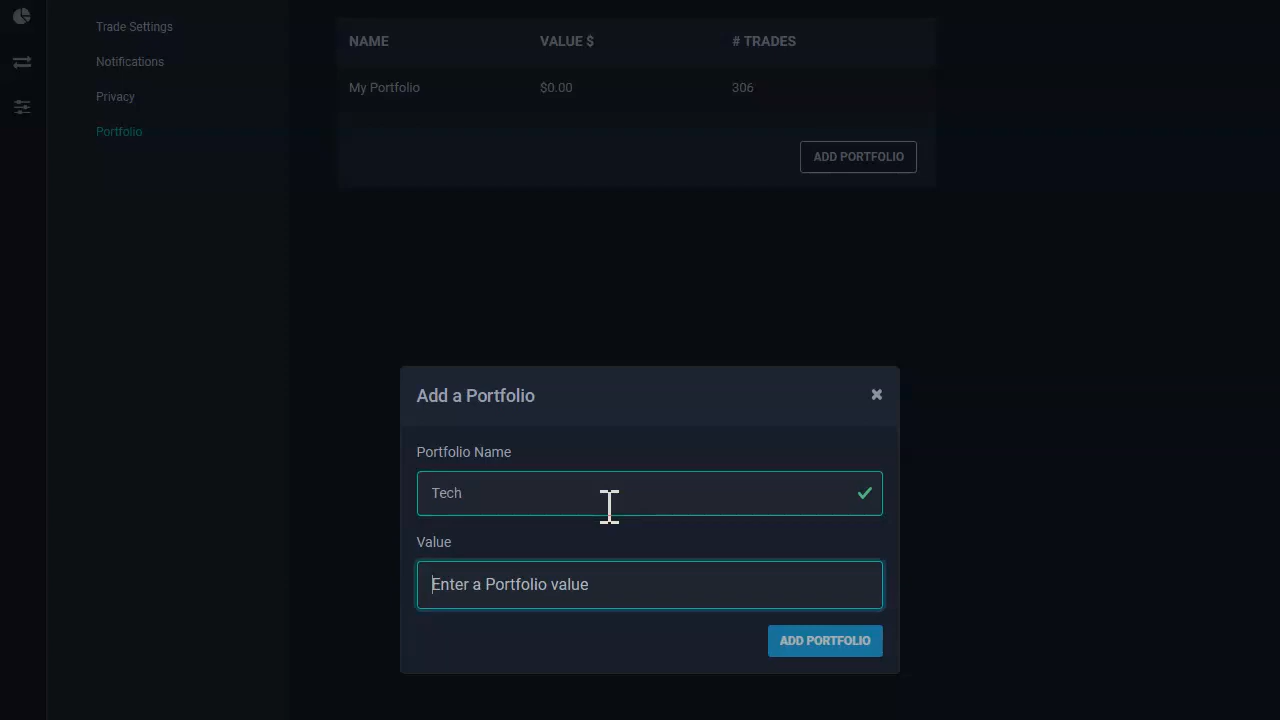 Trade Settings
Notifications
Privacy
Portfolio
NAME VALUE $ # TRADES
My Portfolio $0.00 306
ADD PORTFOLIO
Add a Portfolio
Portfolio Name
Tech
Value
Enter a Portfolio value
ADD PORTFOLIO